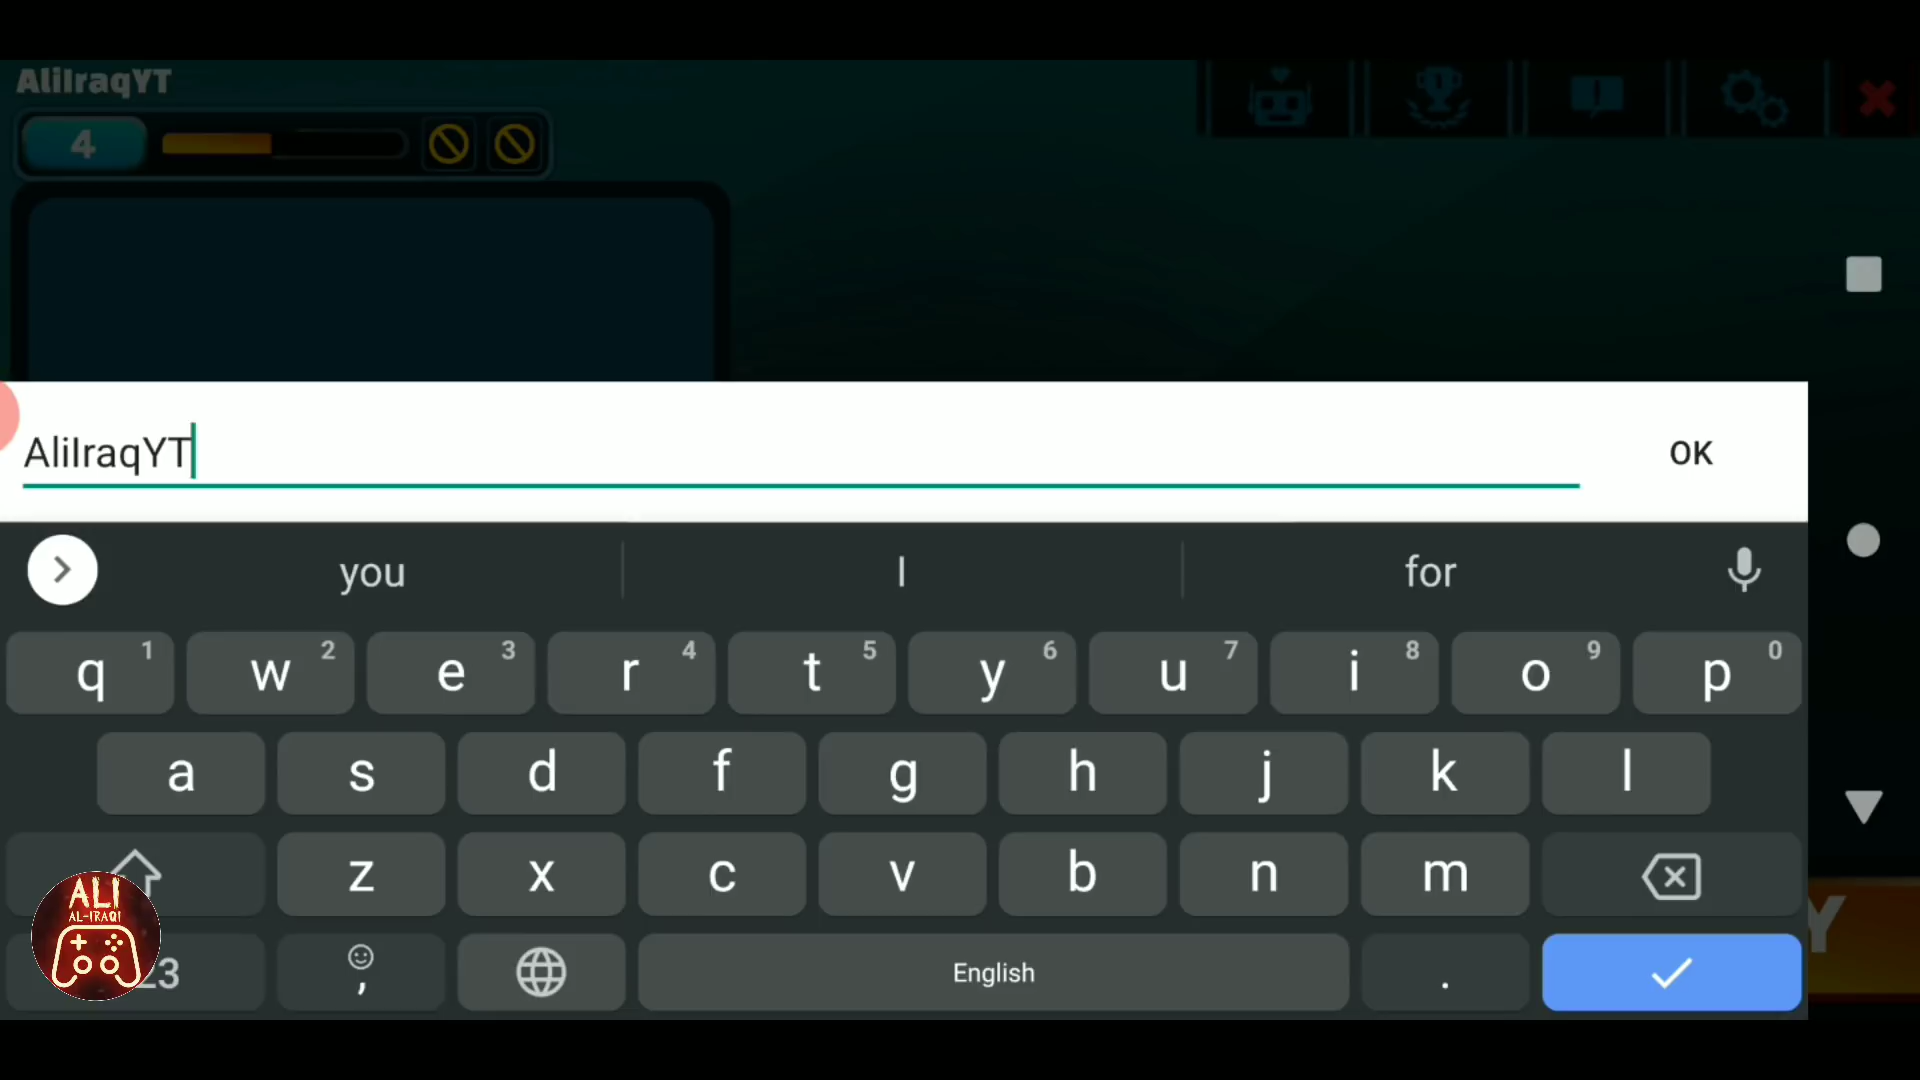 AliIraqYT
4
AliIraqYT
OK
you
I
for
q 1 w 2 e 3 r 4 t 5 y 6 u 7 i 8 o 9 p 0
a s d f g h j k l
z x c v b n m
ALI
AL-IRAQI
23 , English .
Y